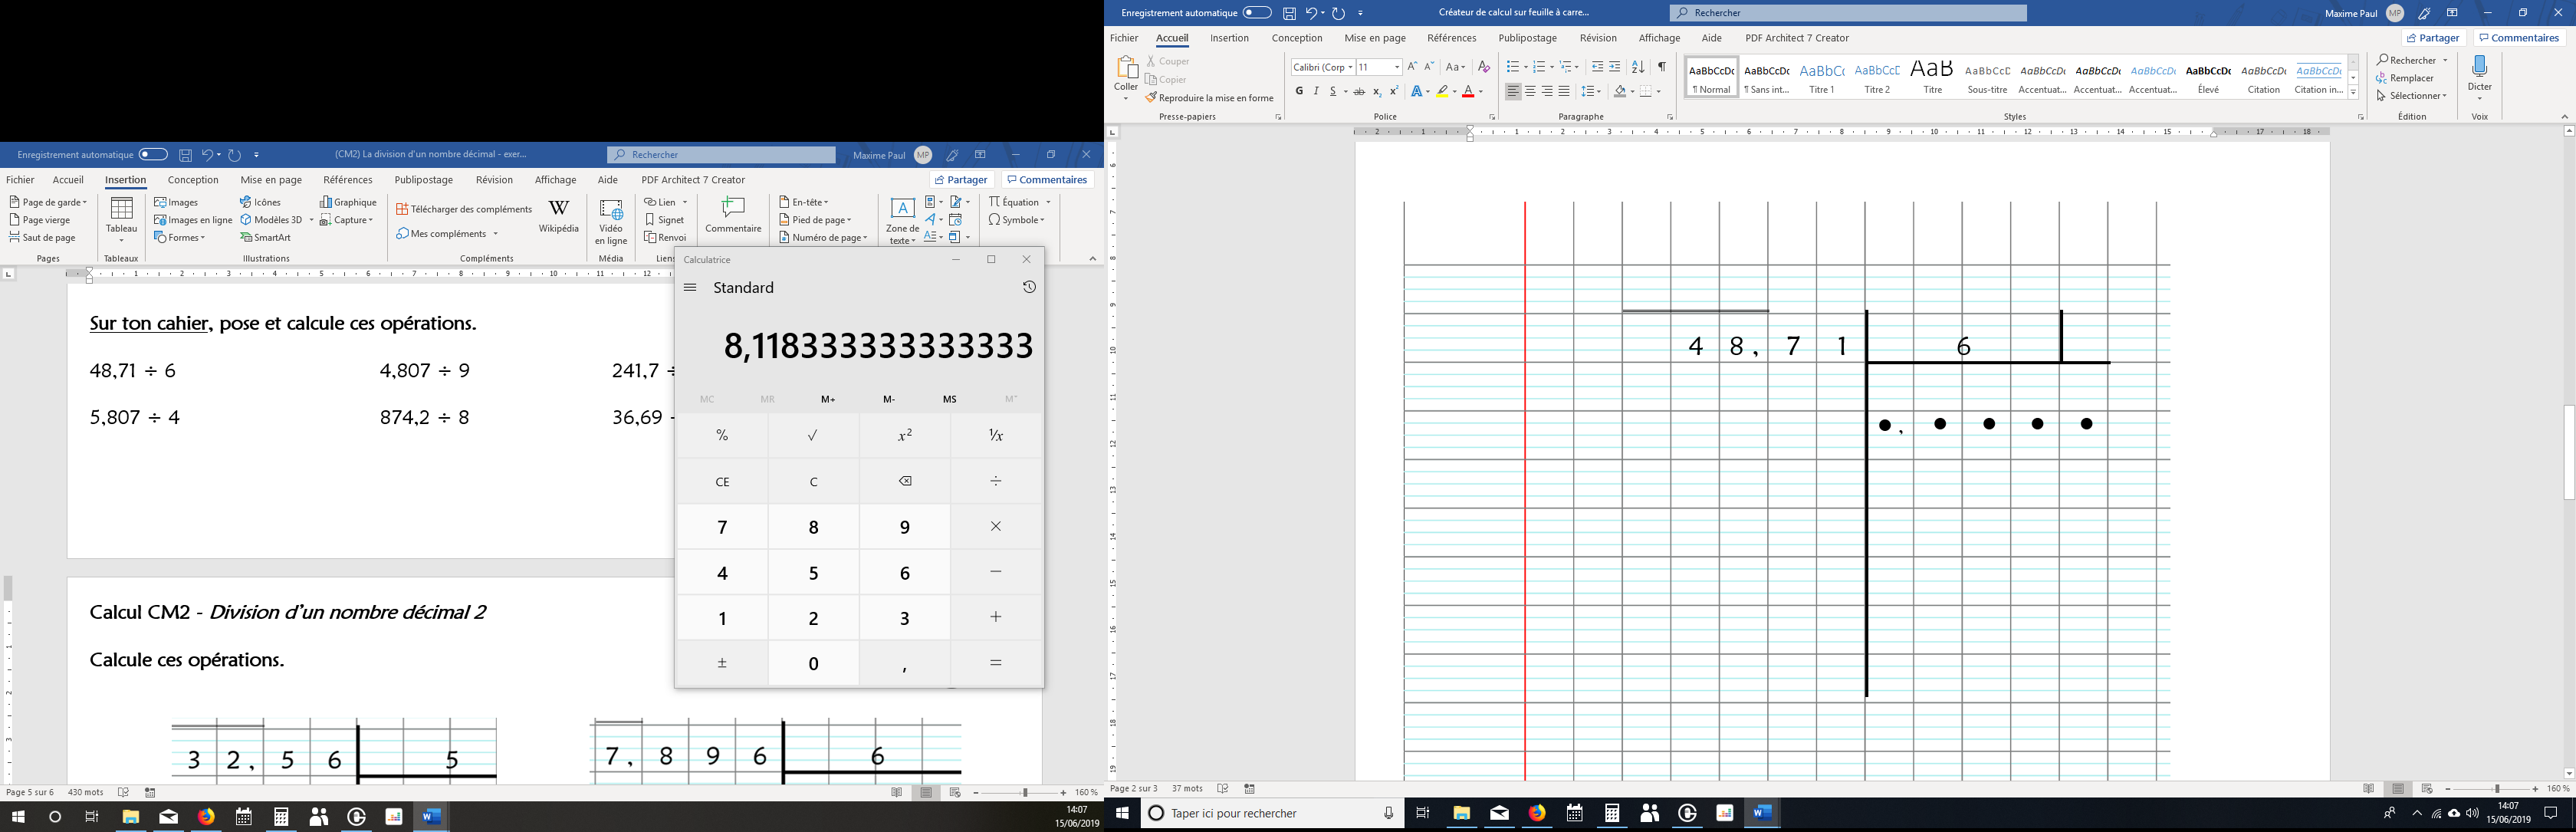 Enregistrement automatique
(CM2) La division d'un nombre décimal - exer...
Rechercher
Maxime Paul
MP
Fichier Accueil Insertion Conception Mise en page Références Publipostage Révision Affichage Aide PDF Architect 7 Creator
Partager
Commentaires
Page de garde
Page vierge
Saut de page
Pages
Tableau
Tableaux
Images
Images en ligne
Formes
Icônes
Modèles 3D
SmartArt
Graphique
Capture
Illustrations
Télécharger des compléments
Mes compléments
Wikipédia
Compléments
Vidéo
en ligne
Média
Lien
Signet
Renvoi
Liens
Commentaire
En-tête
Pied de page
Numéro de page
Zone de
texte
Équation
Symbole
Sur ton cahier, pose et calcule ces opérations.
48,71 ÷ 6 4,807 ÷ 9 241,7 ÷
5,807 ÷ 4 874,2 ÷ 8 36,69
Calcul CM2 - Division d'un nombre décimal 2
Calcule ces opérations.
3 2 , 5 6 5
7 , 8 9 6 6
Page 5 sur 6 430 mots
160 %
14:07
15/06/2019
Calculatrice
Standard
8,118333333333333
MC MR M+ M- MS M˅
% √ x² ¹/x
CE C ÷
7 8 9 ×
4 5 6 −
1 2 3 +
± 0 , =
Enregistrement automatique
Créateur de calcul sur feuille à carre...
Rechercher
Maxime Paul
MP
Fichier Accueil Insertion Conception Mise en page Références Publipostage Révision Affichage Aide PDF Architect 7 Creator
Partager
Commentaires
Coller
Couper
Copier
Reproduire la mise en forme
Presse-papiers
Calibri (Corp 11
G I S ab x₂ x²
Police
Paragraphe
AaBbCcDc AaBbCcDc AaBbCc AaBbCcD AaB AaBbCcD AaBbCcDc AaBbCcDc AaBbCcDc AaBbCcDc AaBbCcDc AaBbCcDc
¶ Normal ¶ Sans int... Titre 1 Titre 2 Titre Sous-titre Accentuat... Accentuat... Accentuat... Élevé Citation Citation in...
Styles
Rechercher
Remplacer
Sélectionner
Édition
Dicter
Voix
4 8 , 7 1 6
,
Page 2 sur 3 37 mots
160 %
Taper ici pour rechercher
14:07
15/06/2019